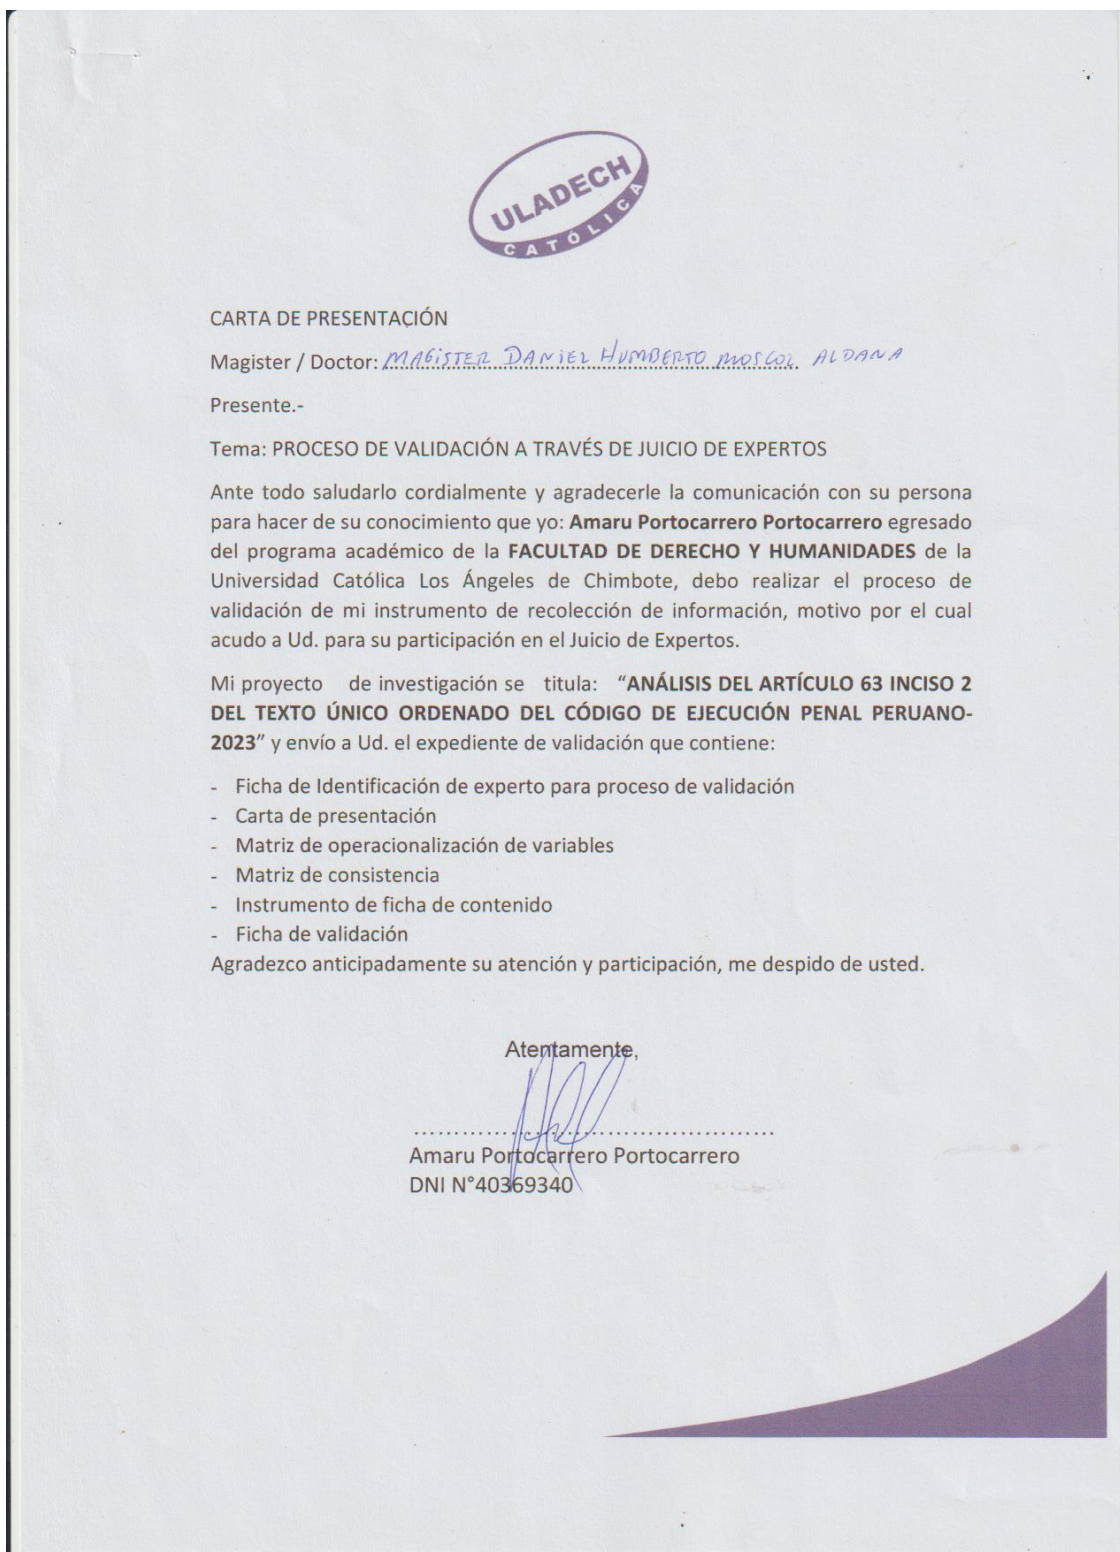 ULADECH
CATÓLICA
CARTA DE PRESENTACIÓN
Magister / Doctor: MAGISTER DANIEL HUMBERTO MOSCOL ALDANA
Presente.-
Tema: PROCESO DE VALIDACIÓN A TRAVÉS DE JUICIO DE EXPERTOS
Ante todo saludarlo cordialmente y agradecerle la comunicación con su persona
para hacer de su conocimiento que yo: Amaru Portocarrero Portocarrero egresado
del programa académico de la FACULTAD DE DERECHO Y HUMANIDADES de la
Universidad Católica Los Ángeles de Chimbote, debo realizar el proceso de
validación de mi instrumento de recolección de información, motivo por el cual
acudo a Ud. para su participación en el Juicio de Expertos.
Mi proyecto de investigación se titula: “ANÁLISIS DEL ARTÍCULO 63 INCISO 2
DEL TEXTO ÚNICO ORDENADO DEL CÓDIGO DE EJECUCIÓN PENAL PERUANO-
2023” y envío a Ud. el expediente de validación que contiene:
- Ficha de Identificación de experto para proceso de validación
- Carta de presentación
- Matriz de operacionalización de variables
- Matriz de consistencia
- Instrumento de ficha de contenido
- Ficha de validación
Agradezco anticipadamente su atención y participación, me despido de usted.
Atentamente,
Amaru Portocarrero Portocarrero
DNI N°40369340